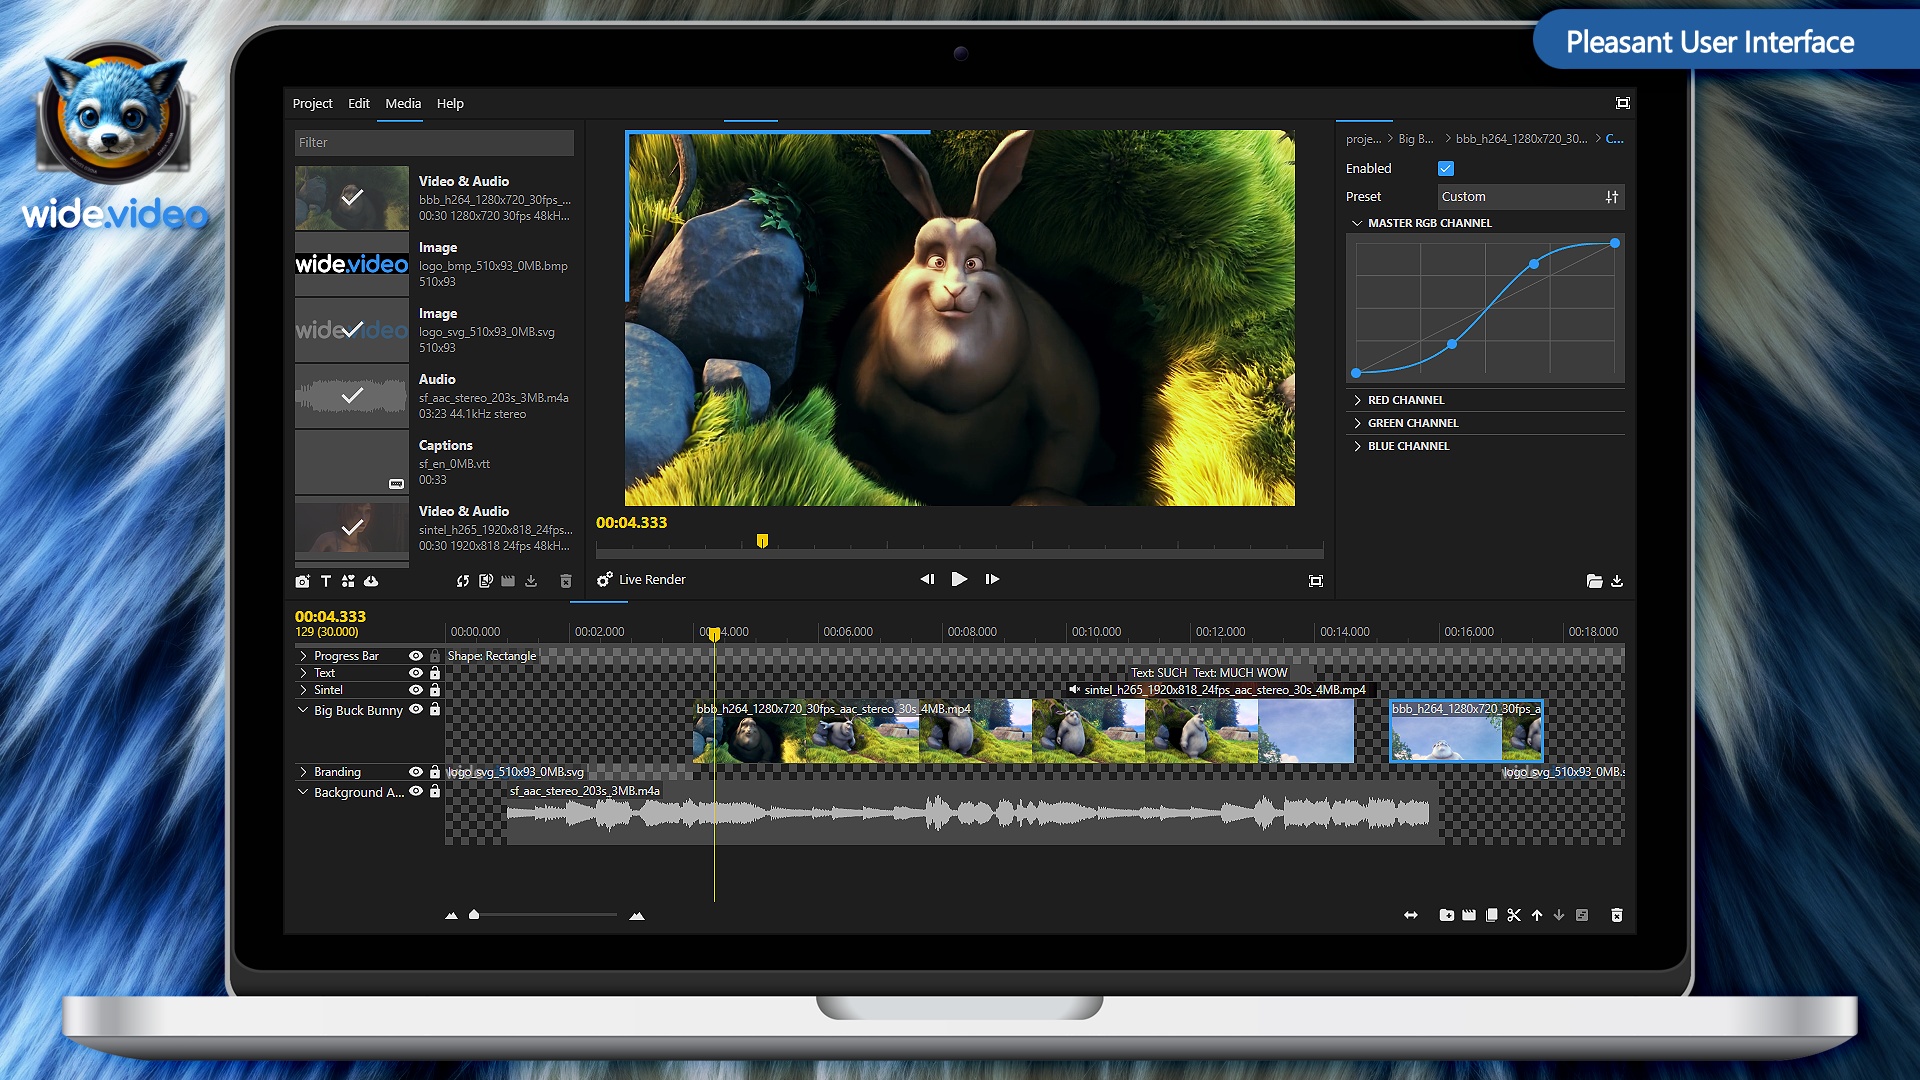 Pleasant User Interface
wide.video
Project Edit Media Help
Filter
Video & Audio
bbb_h264_1280x720_30fps_...
00:30 1280x720 30fps 48kH...
wide.video
Image
logo_bmp_510x93_0MB.bmp
510x93
wide.video
Image
logo_svg_510x93_0MB.svg
510x93
Audio
sf_aac_stereo_203s_3MB.m4a
03:23 44.1kHz stereo
Captions
sf_en_0MB.vtt
00:33
Video & Audio
sintel_h265_1920x818_24fps...
00:30 1920x818 24fps 48kH...
00:04.333
Live Render
proje... > Big B... > bbb_h264_1280x720_30... > C...
Enabled
Preset Custom
MASTER RGB CHANNEL
RED CHANNEL
GREEN CHANNEL
BLUE CHANNEL
00:04.333
129 (30.000)
00:00.000 00:02.000 00:04.000 00:06.000 00:08.000 00:10.000 00:12.000 00:14.000 00:16.000 00:18.000
Progress Bar Shape: Rectangle
Text Text: SUCH Text: MUCH WOW
Sintel sintel_h265_1920x818_24fps_aac_stereo_30s_4MB.mp4
Big Buck Bunny bbb_h264_1280x720_30fps_aac_stereo_30s_4MB.mp4 bbb_h264_1280x720_30fps_a
Branding logo_svg_510x93_0MB.svg logo_svg_510x93_0MB.s
Background A... sf_aac_stereo_203s_3MB.m4a